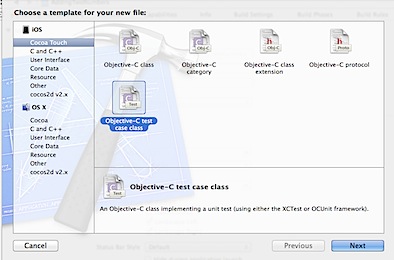 Choose a template for your new file:
iOS
Cocoa Touch
C and C++
User Interface
Core Data
Resource
Other
cocos2d v2.x
OS X
Cocoa
C and C++
User Interface
Core Data
Resource
Other
cocos2d v2.x
Obj-C
Objective-C class
Obj-C
Objective-C
category
Objective-C class
extension
Proto
Objective-C protocol
Test
Objective-C test
case class
Test
Objective-C test case class
An Objective-C class implementing a unit test (using either the XCTest or OCUnit framework).
Cancel
Previous
Next